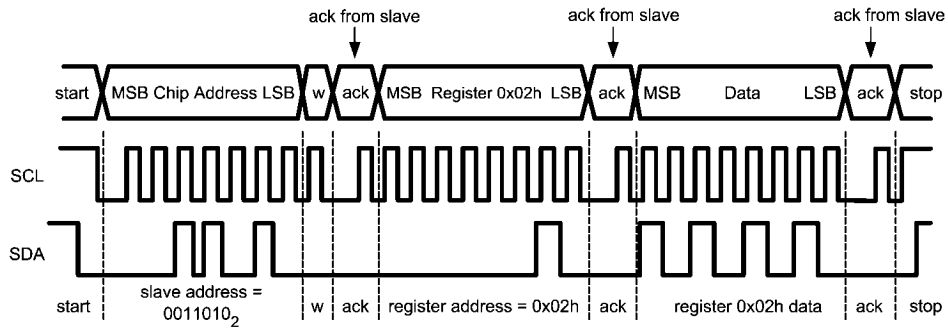 ack from slave ack from slave ack from slave
start MSB Chip Address LSB w ack MSB Register 0x02h LSB ack MSB Data LSB ack stop
SCL
SDA
start slave address = 0011010₂ w ack register address = 0x02h ack register 0x02h data ack stop